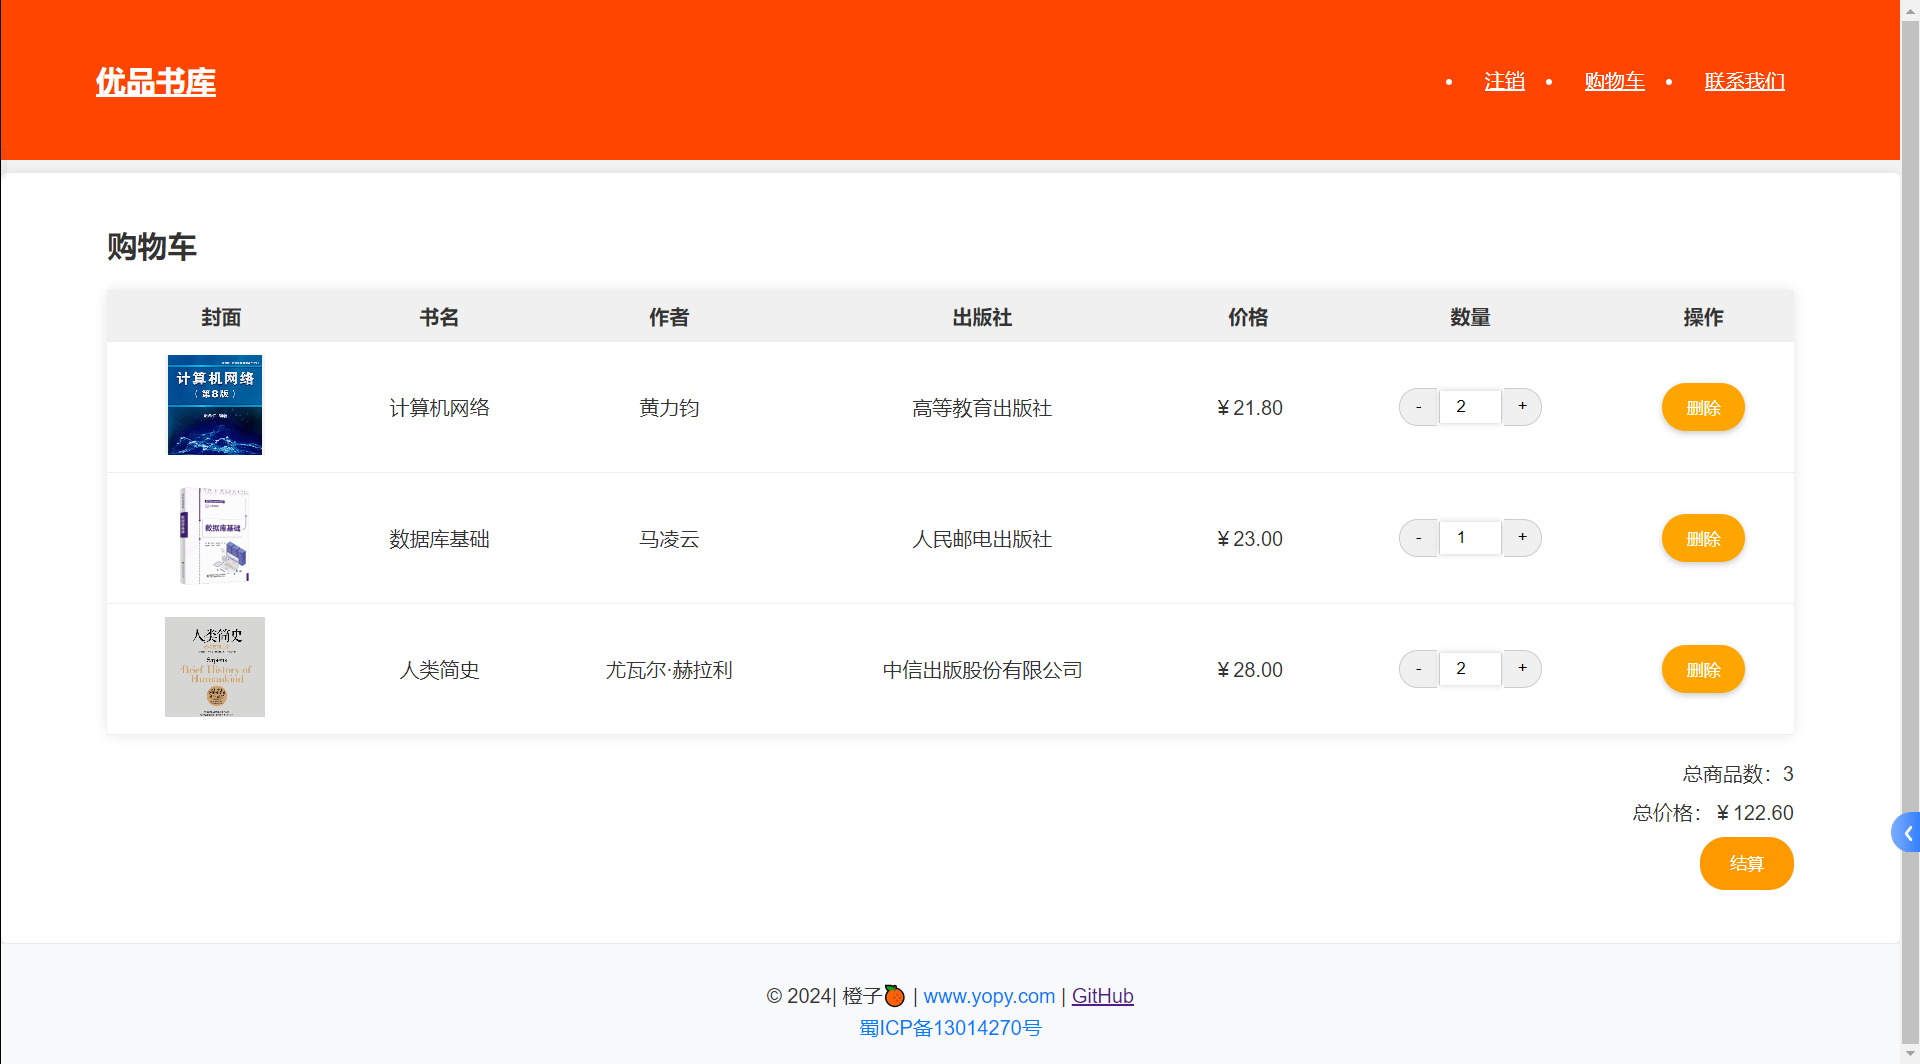 优品书库
• 注销 • 购物车 • 联系我们
购物车
封面 书名 作者 出版社 价格 数量 操作
计算机网络
（第8版）
计算机网络 黄力钧 高等教育出版社 ¥21.80 - 2 + 删除
数据库基础
数据库基础 马凌云 人民邮电出版社 ¥23.00 - 1 + 删除
人类简史
Sapiens
Brief History of
Humankind
人类简史 尤瓦尔·赫拉利 中信出版股份有限公司 ¥28.00 - 2 + 删除
总商品数：3
总价格：¥122.60
结算
© 2024| 橙子🍊 | www.yopy.com | GitHub
蜀ICP备13014270号